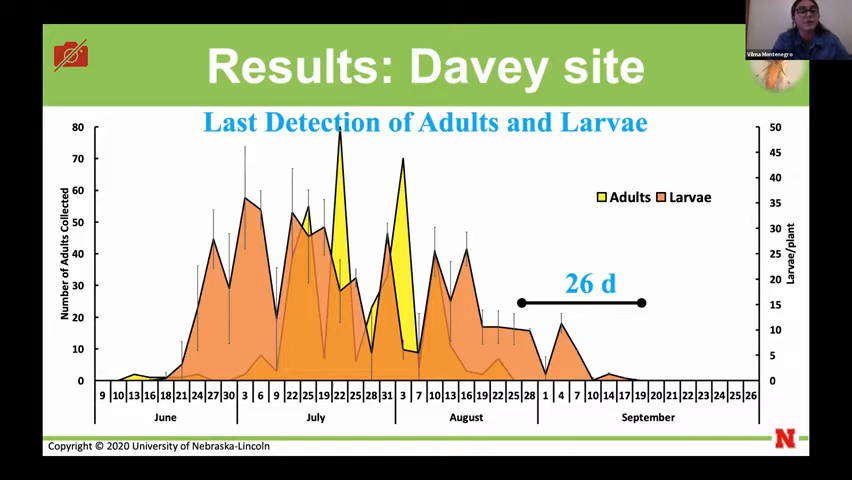 Vilma Montenegro
Results: Davey site
Last Detection of Adults and Larvae
80
70
60
50
40
30
20
10
0
Number of Adults Collected
50
45
40
35
30
25
20
15
10
5
0
Larvae/plant
Adults Larvae
26 d
9 10 13 16 18 21 24 27 30 3 6 9 22 25 19 22 25 28 31 3 7 10 13 16 19 22 25 28 1 4 7 10 14 19 20 21 22 23 24 25 26
June July August September
Copyright © 2020 University of Nebraska-Lincoln
N